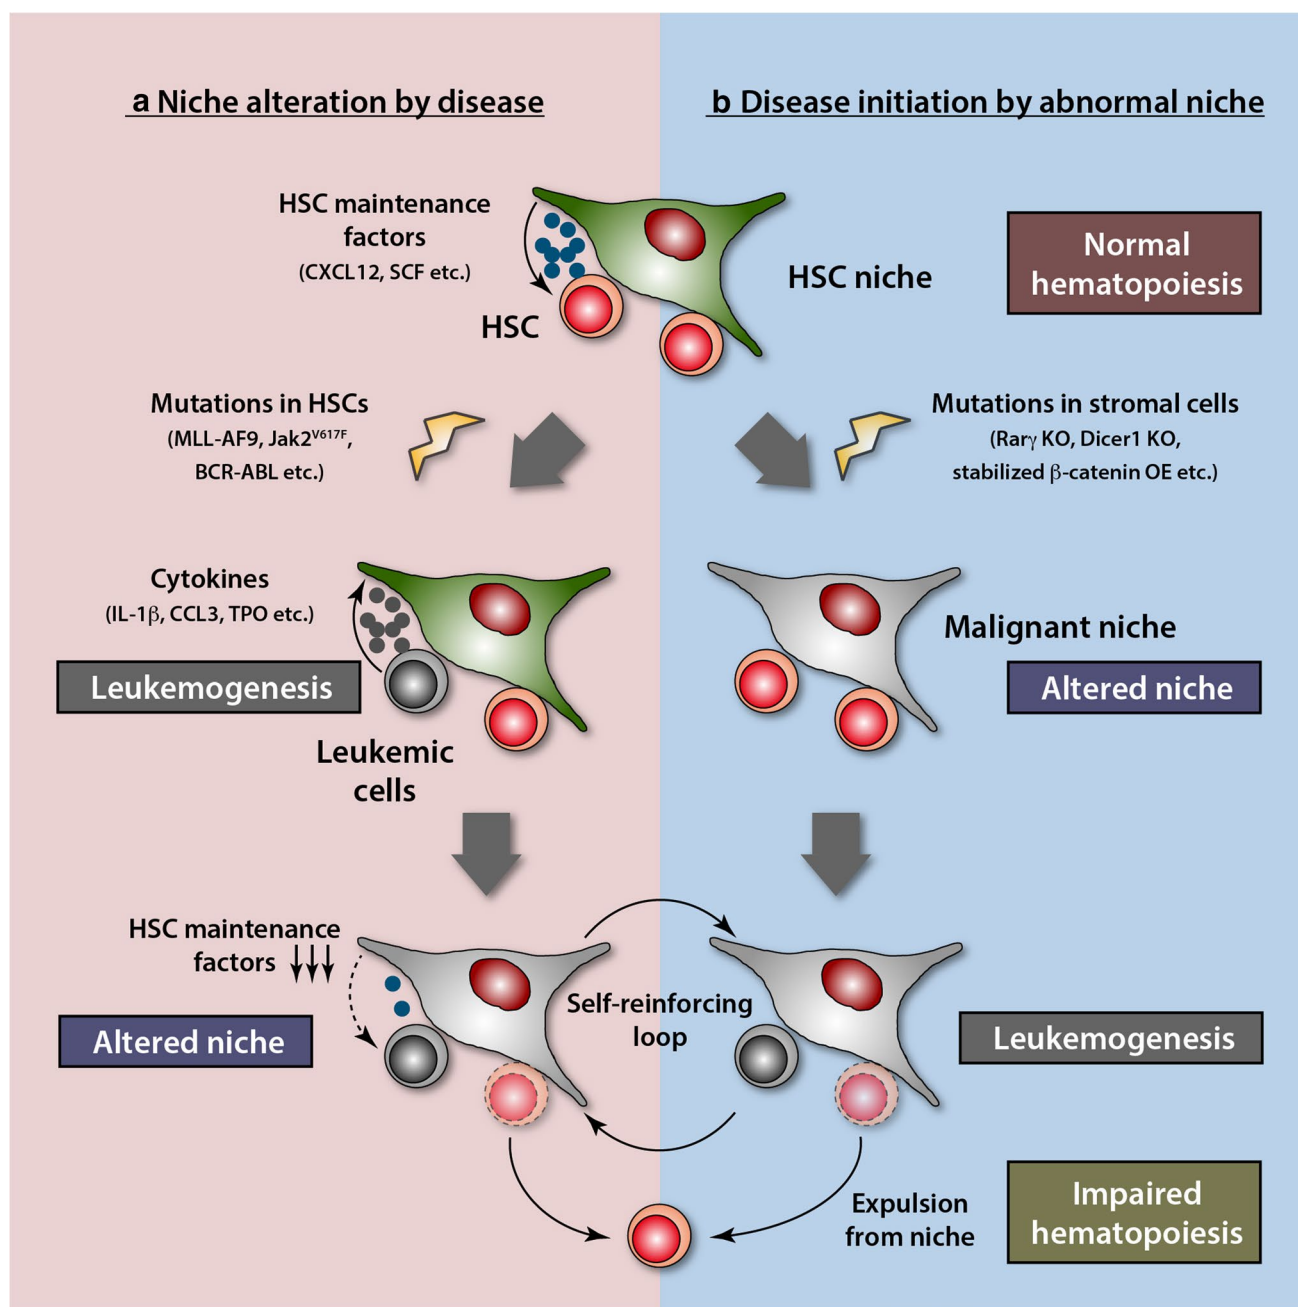 a Niche alteration by disease
b Disease initiation by abnormal niche
HSC maintenance
factors
(CXCL12, SCF etc.)
HSC
HSC niche
Normal
hematopoiesis
Mutations in HSCs
(MLL-AF9, Jak2V617F,
BCR-ABL etc.)
Mutations in stromal cells
(Rarγ KO, Dicer1 KO,
stabilized β-catenin OE etc.)
Cytokines
(IL-1β, CCL3, TPO etc.)
Leukemogenesis
Leukemic
cells
Malignant niche
Altered niche
HSC maintenance
factors
Altered niche
Self-reinforcing
loop
Leukemogenesis
Expulsion
from niche
Impaired
hematopoiesis